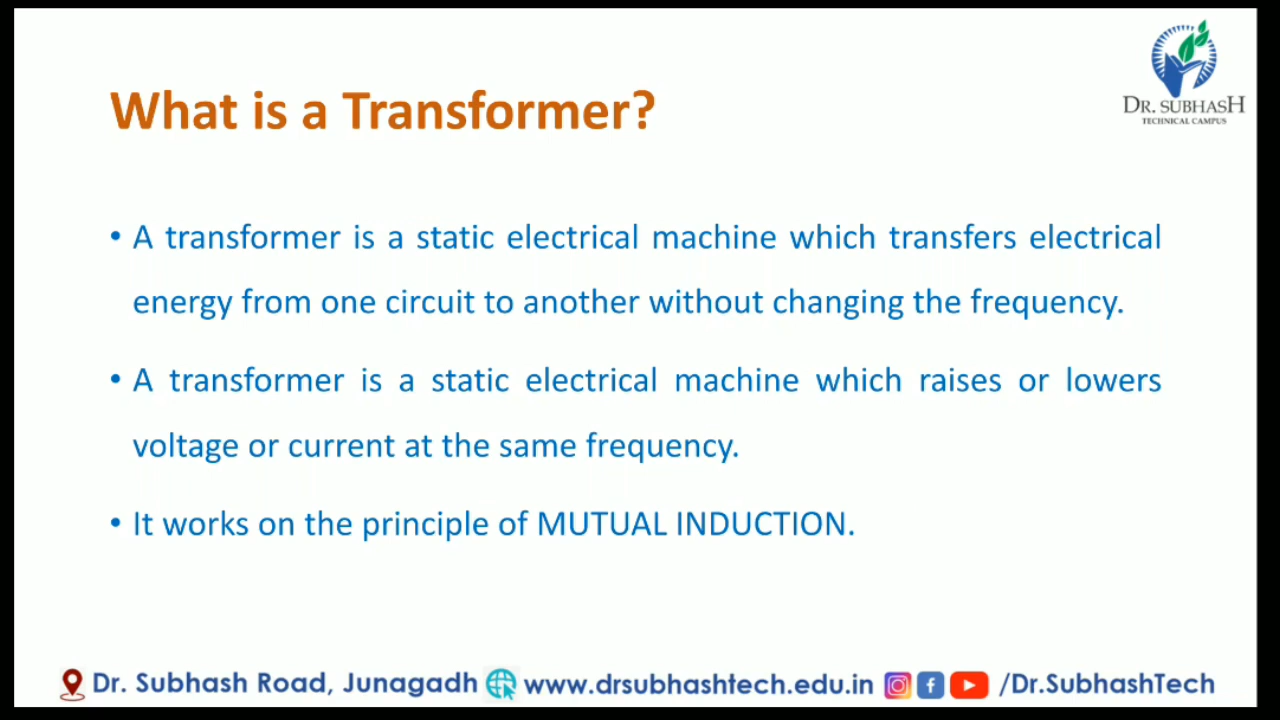 DR. SUBHASH
TECHNICAL CAMPUS
What is a Transformer?
• A transformer is a static electrical machine which transfers electrical
energy from one circuit to another without changing the frequency.
• A transformer is a static electrical machine which raises or lowers
voltage or current at the same frequency.
• It works on the principle of MUTUAL INDUCTION.
Dr. Subhash Road, Junagadh www.drsubhashtech.edu.in /Dr.SubhashTech